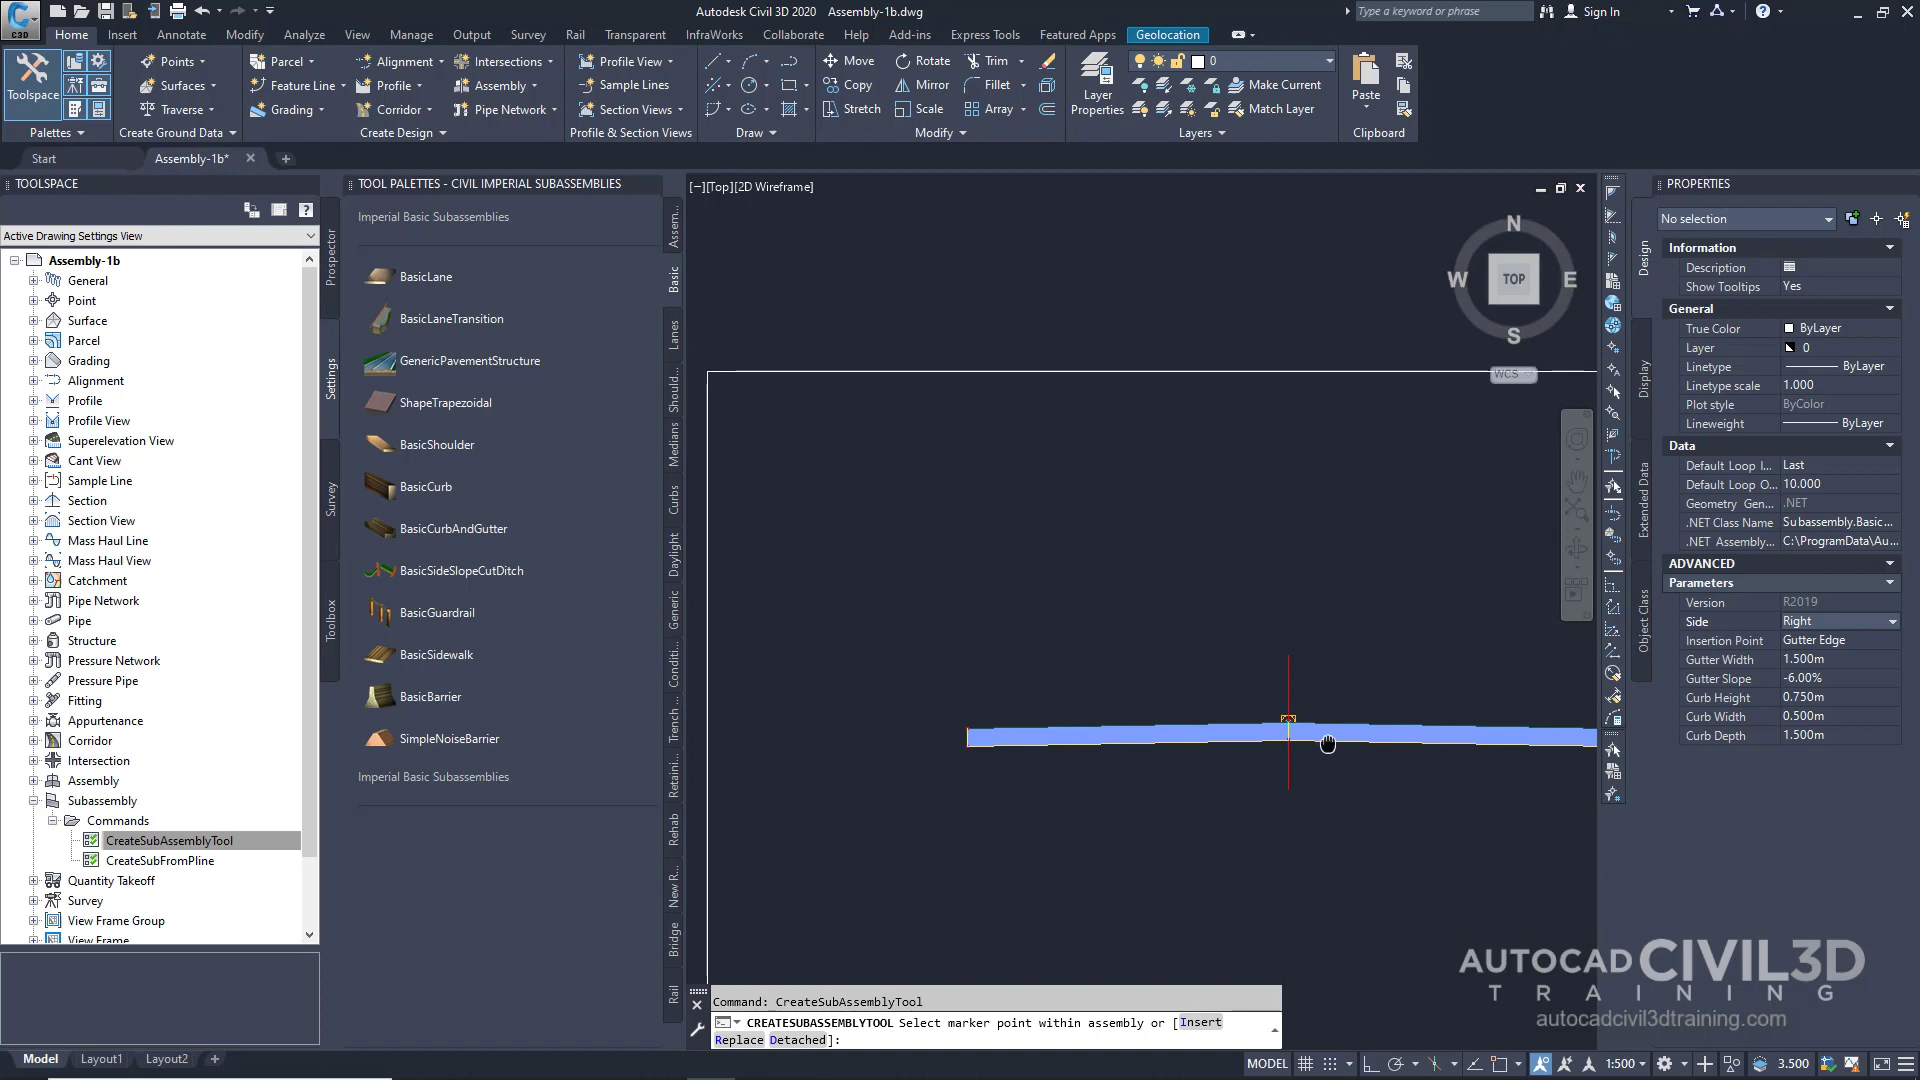 Autodesk Civil 3D 2020 Assembly-1b.dwg
Type a keyword or phrase
Sign In
C3D
Home Insert Annotate Modify Analyze View Manage Output Survey Rail Transparent InfraWorks Collaborate Help Add-ins Express Tools Featured Apps Geolocation
Toolspace
Points Parcel Alignment Intersections Profile View
Surfaces Feature Line Profile Assembly Sample Lines
Traverse Grading Corridor Pipe Network Section Views
Move Rotate Trim
Copy Mirror Fillet
Stretch Scale Array
Layer Properties
0
Make Current
Match Layer
Paste
Palettes Create Ground Data Create Design Profile & Section Views Draw Modify Layers Clipboard
Start Assembly-1b*
TOOLSPACE
Active Drawing Settings View
Assembly-1b
General
Point
Surface
Parcel
Grading
Alignment
Profile
Profile View
Superelevation View
Cant View
Sample Line
Section
Section View
Mass Haul Line
Mass Haul View
Catchment
Pipe Network
Pipe
Structure
Pressure Network
Pressure Pipe
Fitting
Appurtenance
Corridor
Intersection
Assembly
Subassembly
Commands
CreateSubAssemblyTool
CreateSubFromPline
Quantity Takeoff
Survey
View Frame Group
View Frame
Prospector
Settings
Survey
Toolbox
TOOL PALETTES - CIVIL IMPERIAL SUBASSEMBLIES
Imperial Basic Subassemblies
BasicLane
BasicLaneTransition
GenericPavementStructure
ShapeTrapezoidal
BasicShoulder
BasicCurb
BasicCurbAndGutter
BasicSideSlopeCutDitch
BasicGuardrail
BasicSidewalk
BasicBarrier
SimpleNoiseBarrier
Imperial Basic Subassemblies
Assem...
Basic
Lanes
Should...
Medians
Curbs
Daylight
Generic
Conditi...
Trench ...
Retaini...
Rehab
New R...
Bridge
Rail
[−][Top][2D Wireframe]
N
W TOP E
S
WCS
Command: CreateSubAssemblyTool
CREATESUBASSEMBLYTOOL Select marker point within assembly or [Insert
Replace Detached]:
PROPERTIES
No selection
Information
Description
Show Tooltips Yes
General
True Color ByLayer
Layer 0
Linetype ByLayer
Linetype scale 1.000
Plot style ByColor
Lineweight ByLayer
Data
Default Loop I... Last
Default Loop O... 10.000
Geometry Gen... .NET
.NET Class Name Subassembly.Basic...
.NET Assembly... C:\ProgramData\Au...
ADVANCED
Parameters
Version R2019
Side Right
Insertion Point Gutter Edge
Gutter Width 1.500m
Gutter Slope -6.00%
Curb Height 0.750m
Curb Width 0.500m
Curb Depth 1.500m
Design
Display
Extended Data
Object Class
AUTOCAD CIVIL3D
TRAINING
autocadcivil3dtraining.com
Model Layout1 Layout2
MODEL 1:500 3.500